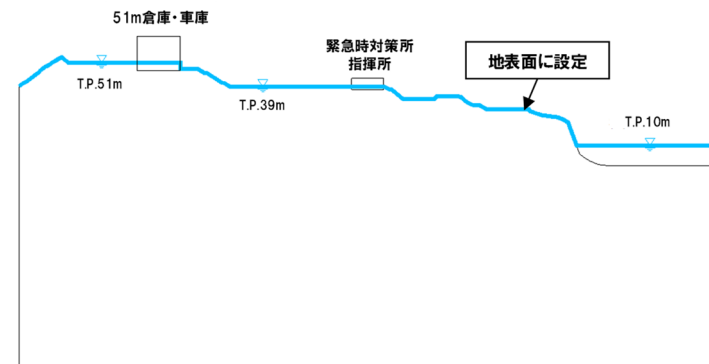 51m倉庫・車庫
T.P.51m
T.P.39m
緊急時対策所
指揮所
地表面に設定
T.P.10m